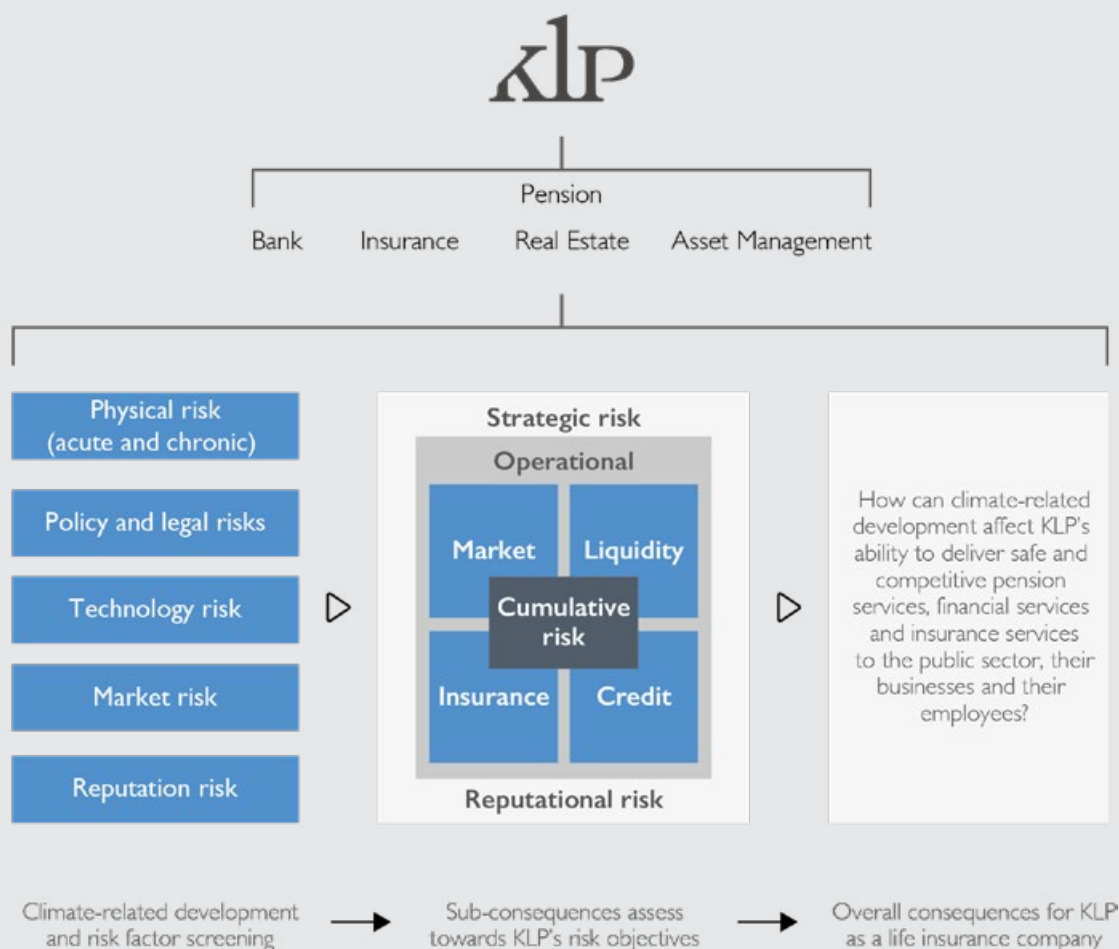 KLP
Pension
Bank Insurance Real Estate Asset Management
Physical risk
(acute and chronic)
Policy and legal risks
Technology risk
Market risk
Reputation risk
Strategic risk
Operational
Market Liquidity
Cumulative
risk
Insurance Credit
Reputational risk
How can climate-related
development affect KLP's
ability to deliver safe and
competitive pension
services, financial services
and insurance services
to the public sector, their
businesses and their
employees?
Climate-related development
and risk factor screening
Sub-consequences assess
towards KLP's risk objectives
Overall consequences for KLP
as a life insurance company